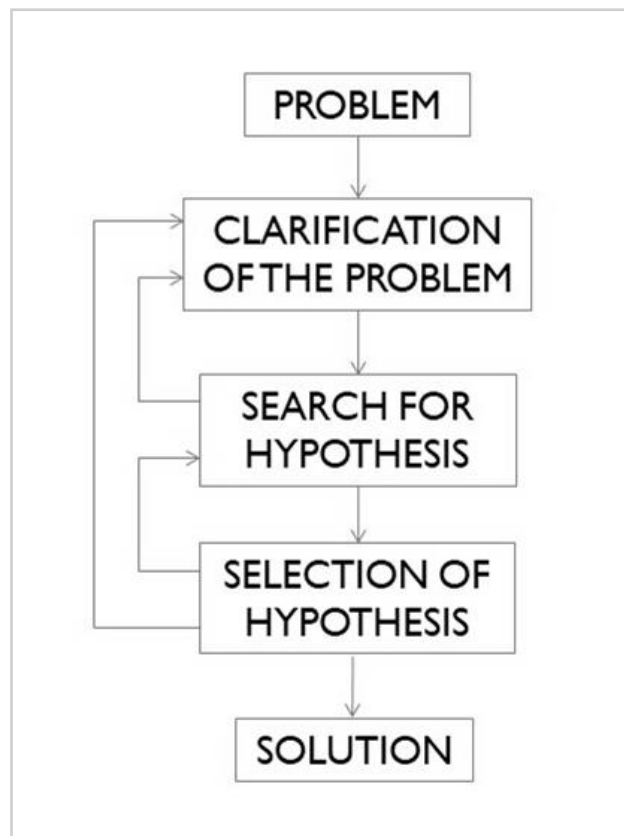 PROBLEM
CLARIFICATION
OF THE PROBLEM
SEARCH FOR
HYPOTHESIS
SELECTION OF
HYPOTHESIS
SOLUTION